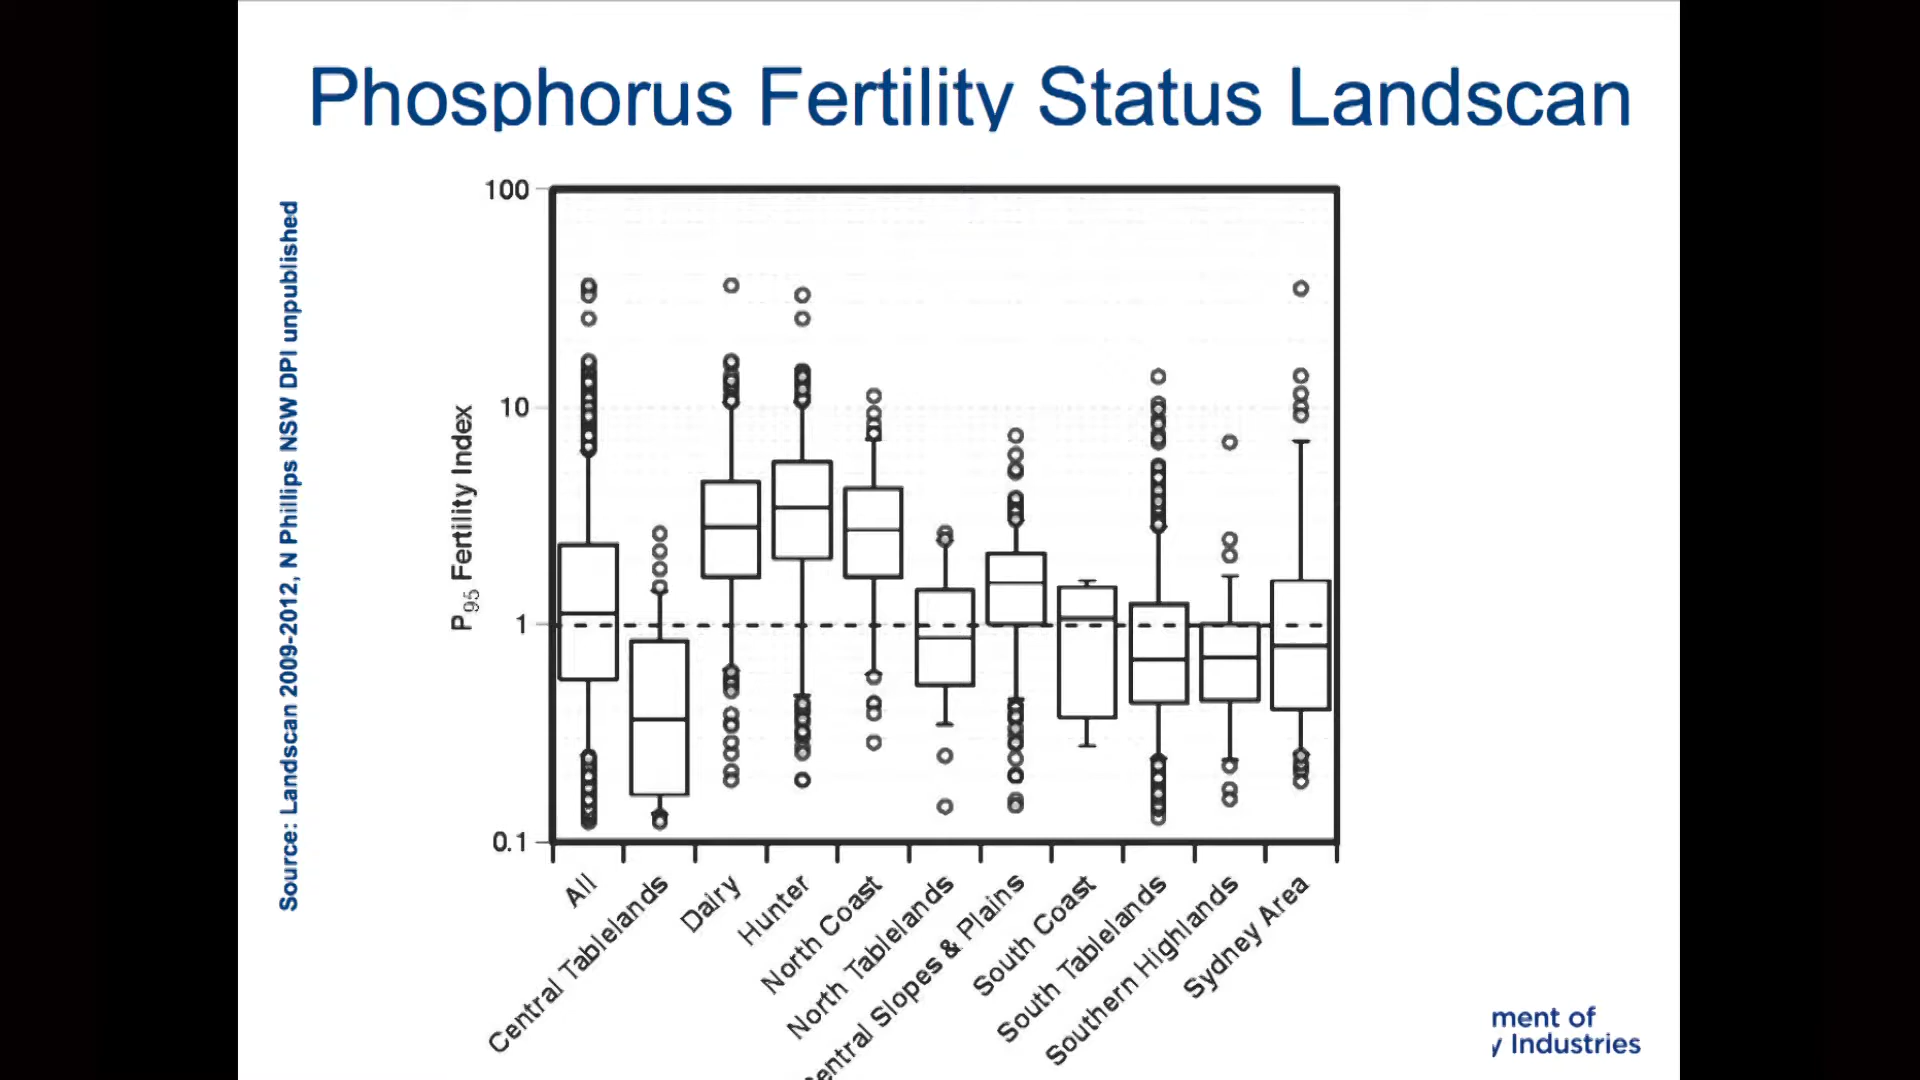 Phosphorus Fertility Status Landscan
Source: Landscan 2009-2012, N Phillips NSW DPI unpublished
P95 Fertility Index
100
10
1
0.1
All
Central Tablelands
Dairy
Hunter
North Coast
North Tablelands
entral Slopes & Plains
South Coast
South Tablelands
Southern Highlands
Sydney Area
ment of
y Industries